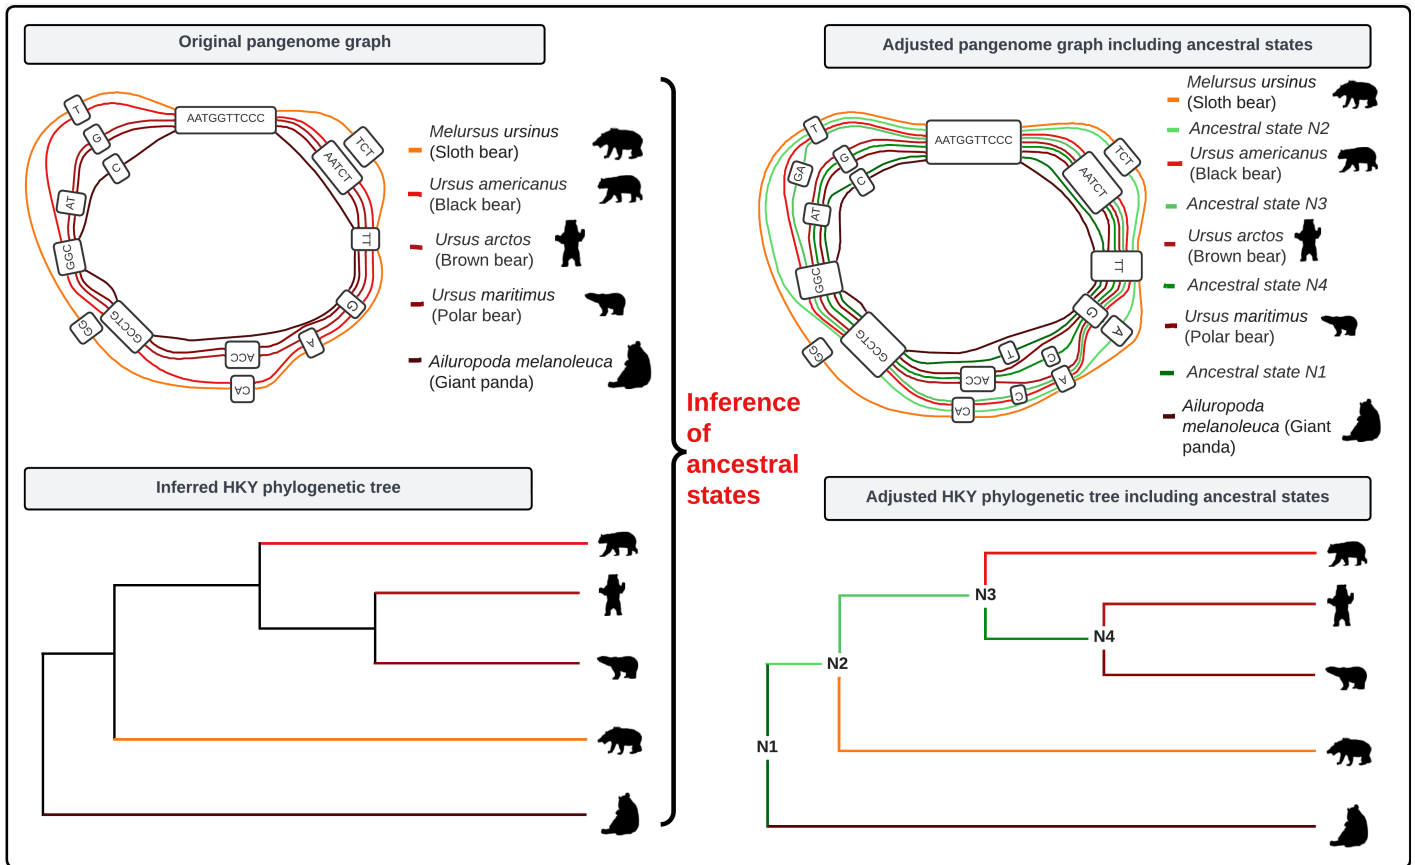 Original pangenome graph
AATGGTTCCC
T
G
C
AT
GGC
GG
GCCTG
CA
ACC
A
G
TT
AATCT
TCT
Melursus ursinus
(Sloth bear)
Ursus americanus
(Black bear)
Ursus arctos
(Brown bear)
Ursus maritimus
(Polar bear)
Ailuropoda melanoleuca
(Giant panda)
Inferred HKY phylogenetic tree
Inference
of
ancestral
states
Adjusted pangenome graph including ancestral states
AATGGTTCCC
T
GA
G
C
AT
GGC
GG
GCCTG
CA
ACC
C
A
T
C
G
A
TT
AATCT
TCT
Melursus ursinus
(Sloth bear)
Ancestral state N2
Ursus americanus
(Black bear)
Ancestral state N3
Ursus arctos
(Brown bear)
Ancestral state N4
Ursus maritimus
(Polar bear)
Ancestral state N1
Ailuropoda
melanoleuca (Giant
panda)
Adjusted HKY phylogenetic tree including ancestral states
N3
N4
N2
N1